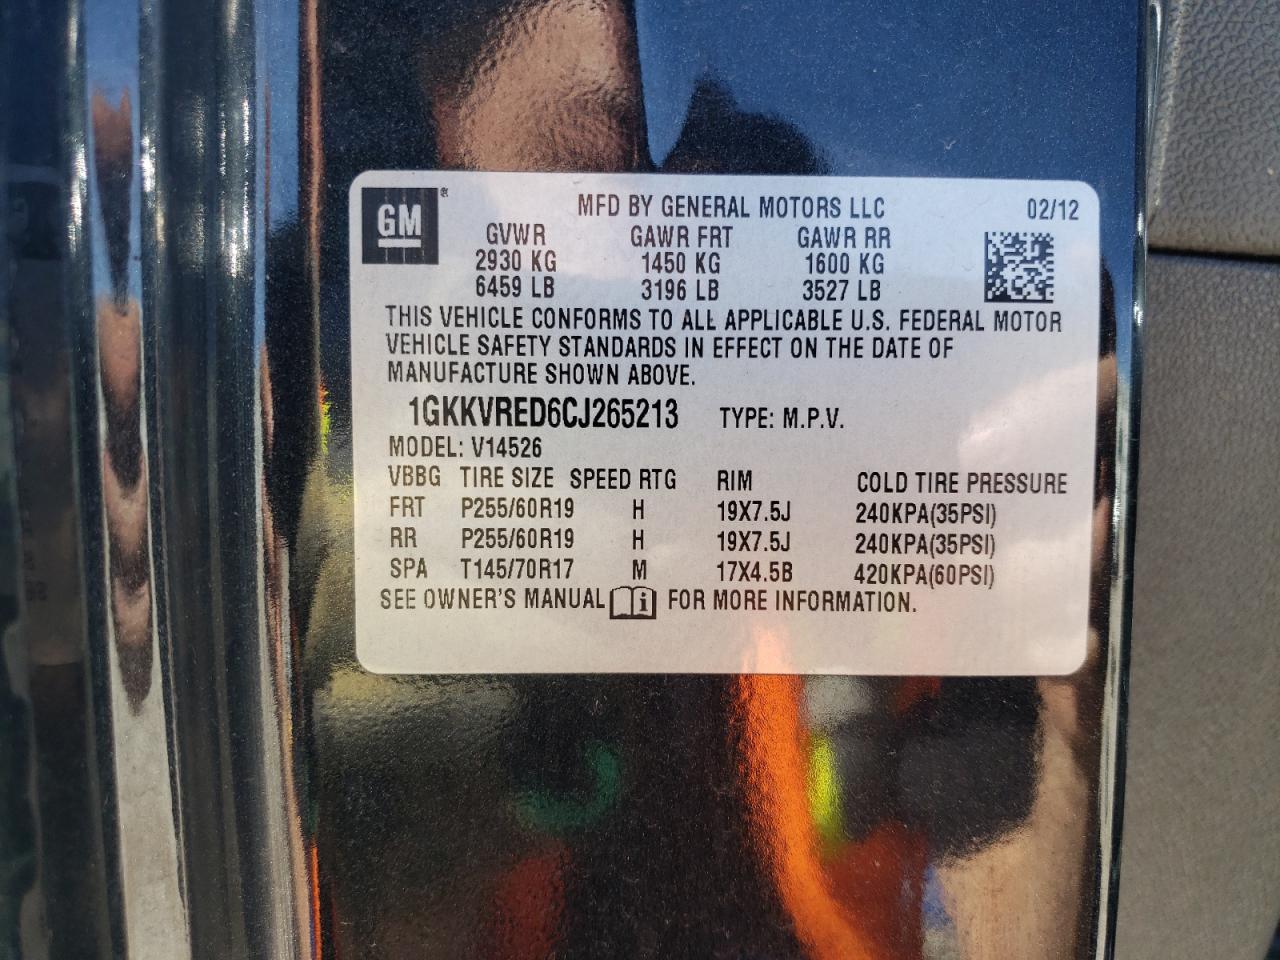 GM® MFD BY GENERAL MOTORS LLC 02/12
GVWR GAWR FRT GAWR RR
2930 KG 1450 KG 1600 KG
6459 LB 3196 LB 3527 LB
THIS VEHICLE CONFORMS TO ALL APPLICABLE U.S. FEDERAL MOTOR
VEHICLE SAFETY STANDARDS IN EFFECT ON THE DATE OF
MANUFACTURE SHOWN ABOVE.
1GKKVRED6CJ265213 TYPE: M.P.V.
MODEL: V14526
VBBG TIRE SIZE SPEED RTG RIM COLD TIRE PRESSURE
FRT P255/60R19 H 19X7.5J 240KPA(35PSI)
RR P255/60R19 H 19X7.5J 240KPA(35PSI)
SPA T145/70R17 M 17X4.5B 420KPA(60PSI)
SEE OWNER'S MANUAL i FOR MORE INFORMATION.